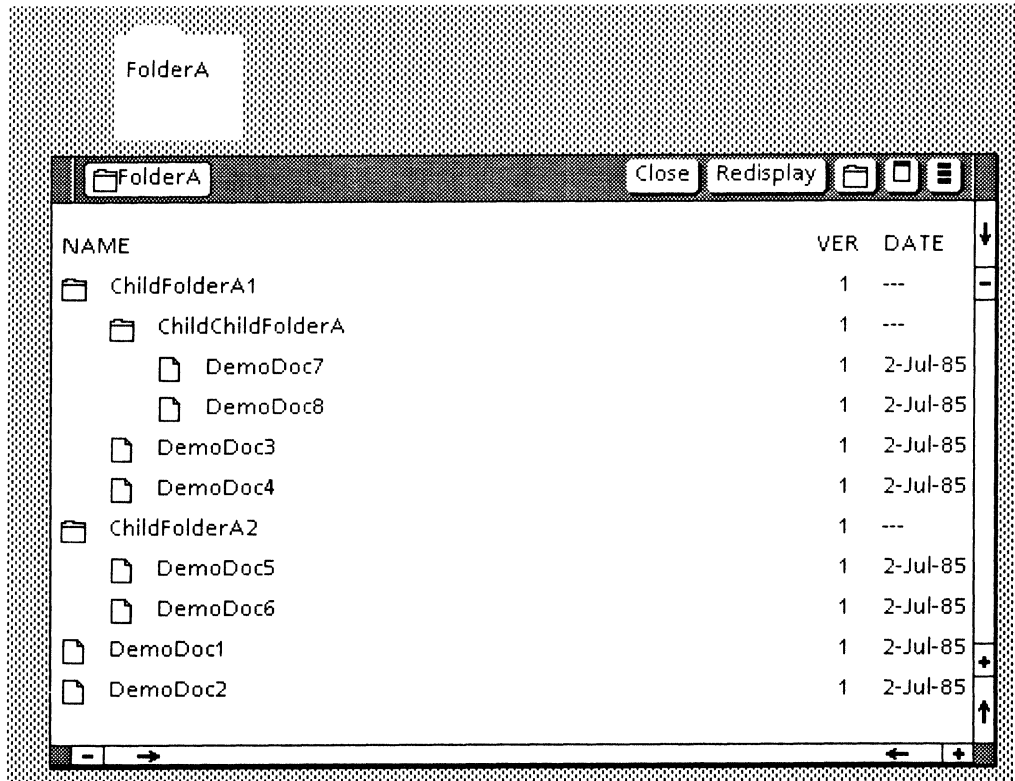 FolderA
FolderA Close Redisplay
NAME VER DATE
ChildFolderA1 1 ---
ChildChildFolderA 1 ---
DemoDoc7 1 2-Jul-85
DemoDoc8 1 2-Jul-85
DemoDoc3 1 2-Jul-85
DemoDoc4 1 2-Jul-85
ChildFolderA2 1 ---
DemoDoc5 1 2-Jul-85
DemoDoc6 1 2-Jul-85
DemoDoc1 1 2-Jul-85
DemoDoc2 1 2-Jul-85